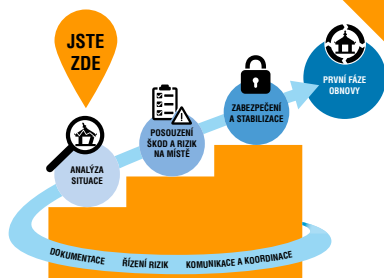 JSTE
ZDE
PRVNÍ FÁZE
OBNOVY
ZABEZPEČENÍ
A STABILIZACE
POSOUZENÍ
ŠKOD A RIZIK
NA MÍSTĚ
ANALÝZA
SITUACE
DOKUMENTACE ŘÍZENÍ RIZIK KOMUNIKACE A KOORDINACE